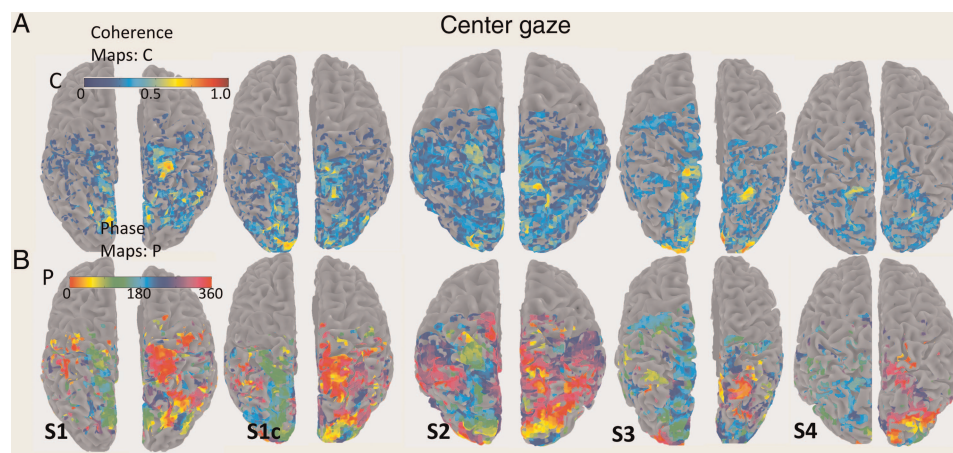 A
Center gaze
Coherence
Maps: C
C
0 0.5 1.0
Phase
Maps: P
B
P
0 180 360
S1 S1c S2 S3 S4